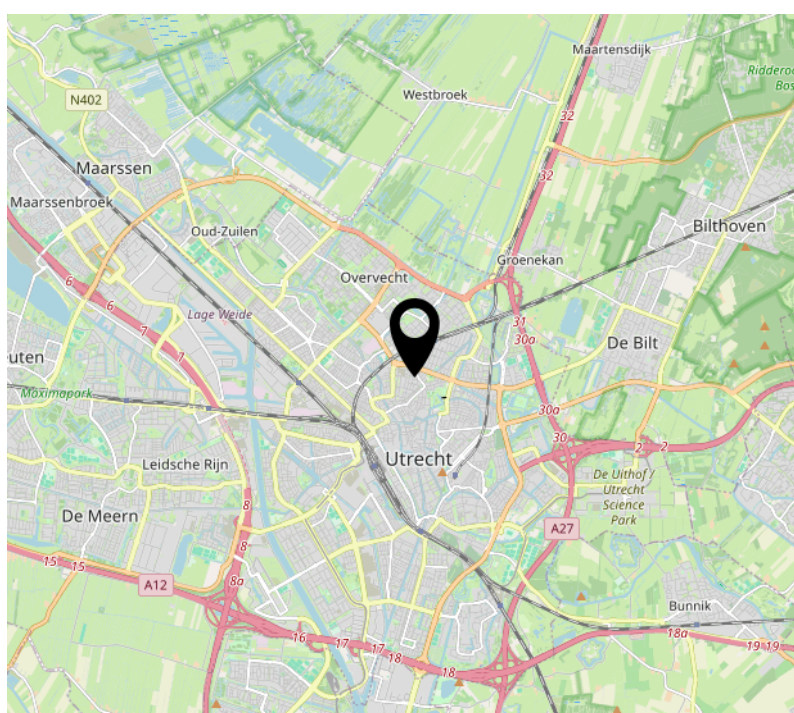 Maartensdijk
Ridderoo
Bos
Westbroek
N402
32
Maarssen
32
Maarssenbroek
Bilthoven
Oud-Zuilen
Groenekan
Overvecht
6
6
Lage Weide
7
31
30a
7
De Bilt
euten
Máximapark
30a
30
2
2
Utrecht
Leidsche Rijn
De Uithof /
Utrecht
Science
Park
8
De Meern
A27
8
15
15
A12
8a
Bunnik
16
17
17
18
18a
19
19
18